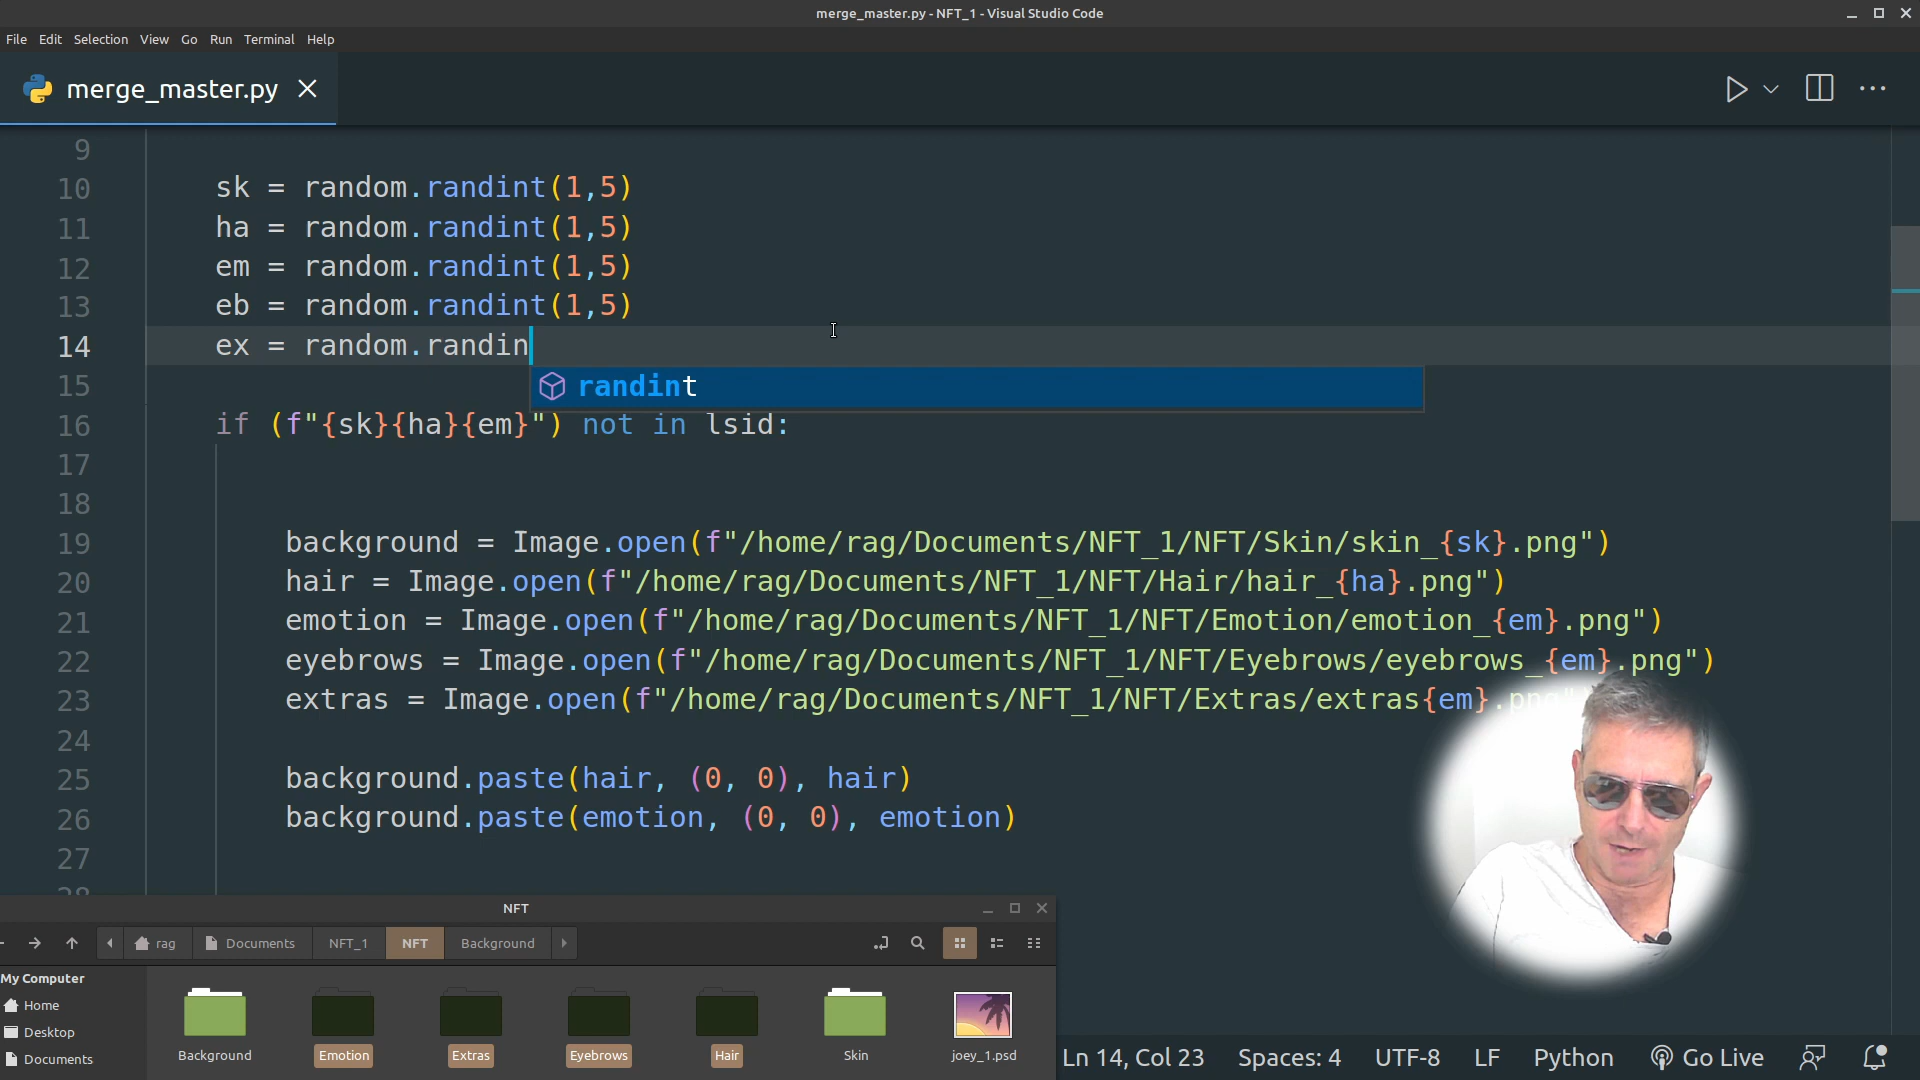 merge_master.py - NFT_1 - Visual Studio Code
File Edit Selection View Go Run Terminal Help
merge_master.py
9
10 sk = random.randint(1,5)
11 ha = random.randint(1,5)
12 em = random.randint(1,5)
13 eb = random.randint(1,5)
14 ex = random.randin
randint
15
16 if (f"{sk}{ha}{em}") not in lsid:
17
18
19 background = Image.open(f"/home/rag/Documents/NFT_1/NFT/Skin/skin_{sk}.png")
20 hair = Image.open(f"/home/rag/Documents/NFT_1/NFT/Hair/hair_{ha}.png")
21 emotion = Image.open(f"/home/rag/Documents/NFT_1/NFT/Emotion/emotion_{em}.png")
22 eyebrows = Image.open(f"/home/rag/Documents/NFT_1/NFT/Eyebrows/eyebrows_{em}.png")
23 extras = Image.open(f"/home/rag/Documents/NFT_1/NFT/Extras/extras{em}.png")
24
25 background.paste(hair, (0, 0), hair)
26 background.paste(emotion, (0, 0), emotion)
27
28
NFT
rag Documents NFT_1 NFT Background
My Computer
Home
Desktop
Documents
Background Emotion Extras Eyebrows Hair Skin joey_1.psd
Ln 14, Col 23 Spaces: 4 UTF-8 LF Python Go Live